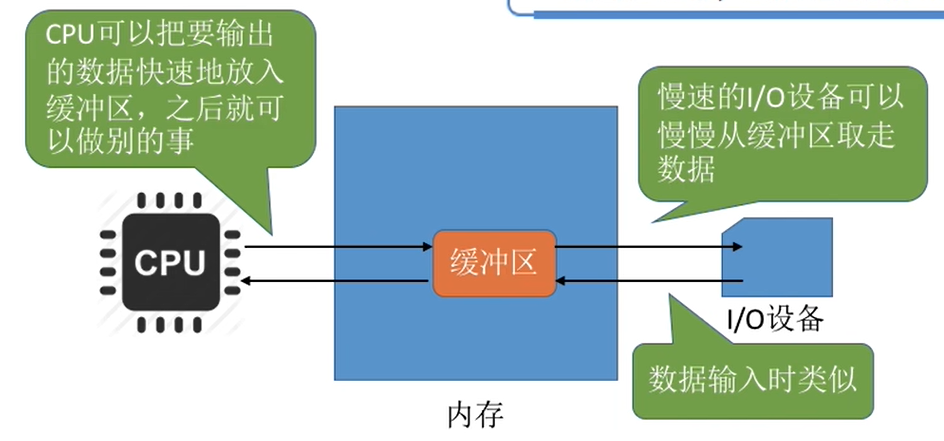 CPU可以把要输出
的数据快速地放入
缓冲区，之后就可
以做别的事
慢速的I/O设备可以
慢慢从缓冲区取走
数据
CPU
缓冲区
I/O设备
数据输入时类似
内存